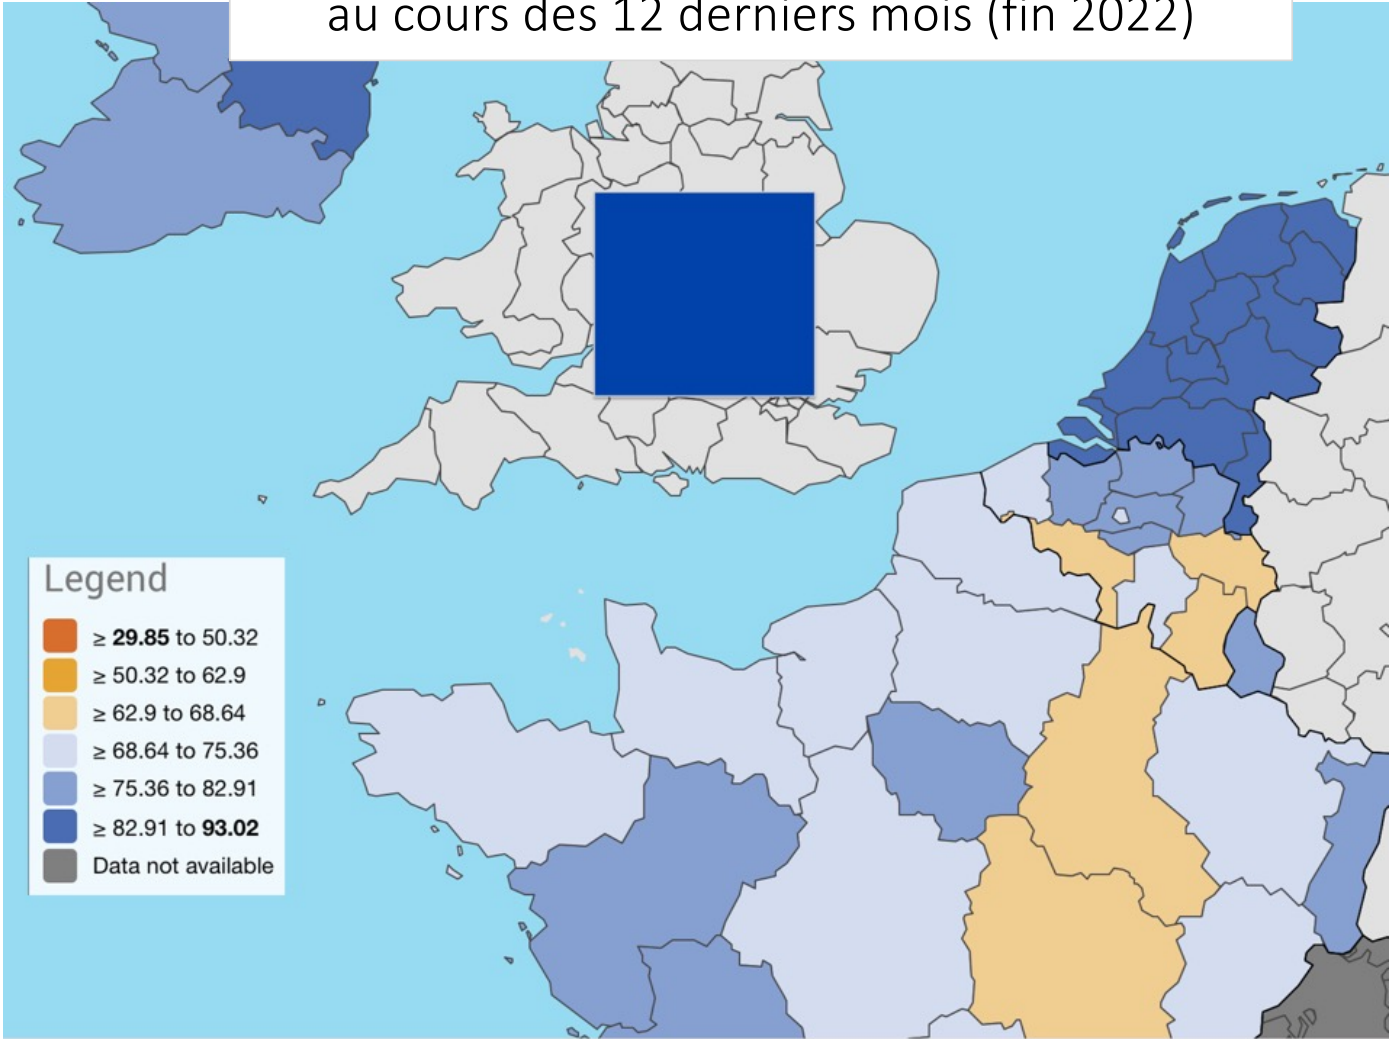 au cours des 12 derniers mois (fin 2022)
Legend
≥ 29.85 to 50.32
≥ 50.32 to 62.9
≥ 62.9 to 68.64
≥ 68.64 to 75.36
≥ 75.36 to 82.91
≥ 82.91 to 93.02
Data not available